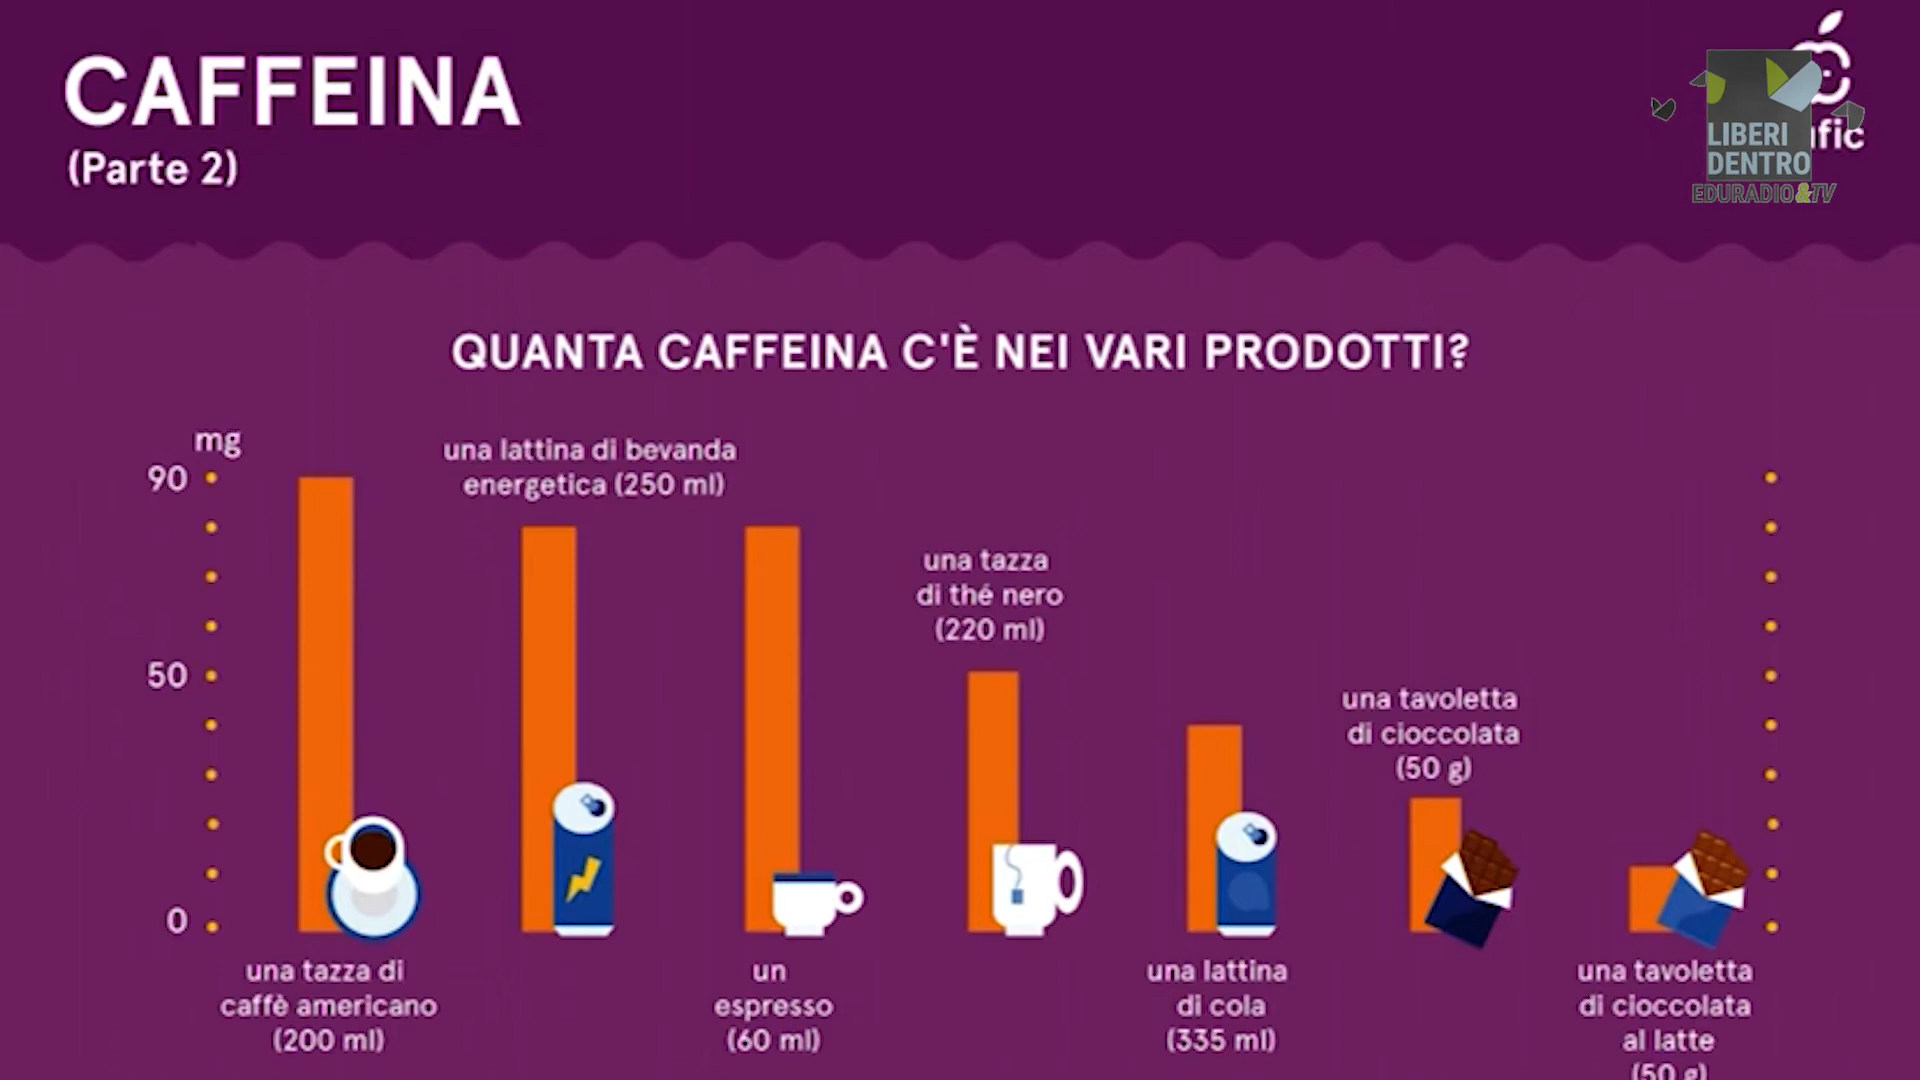 CAFFEINA
(Parte 2)
LIBERI
DENTRO
EDURADIO&TV
ufic
QUANTA CAFFEINA C'È NEI VARI PRODOTTI?
mg
90
50
0
una lattina di bevanda
energetica (250 ml)
una tazza
di thé nero
(220 ml)
una tavoletta
di cioccolata
(50 g)
una tazza di
caffè americano
(200 ml)
un
espresso
(60 ml)
una lattina
di cola
(335 ml)
una tavoletta
di cioccolata
al latte
(50 g)